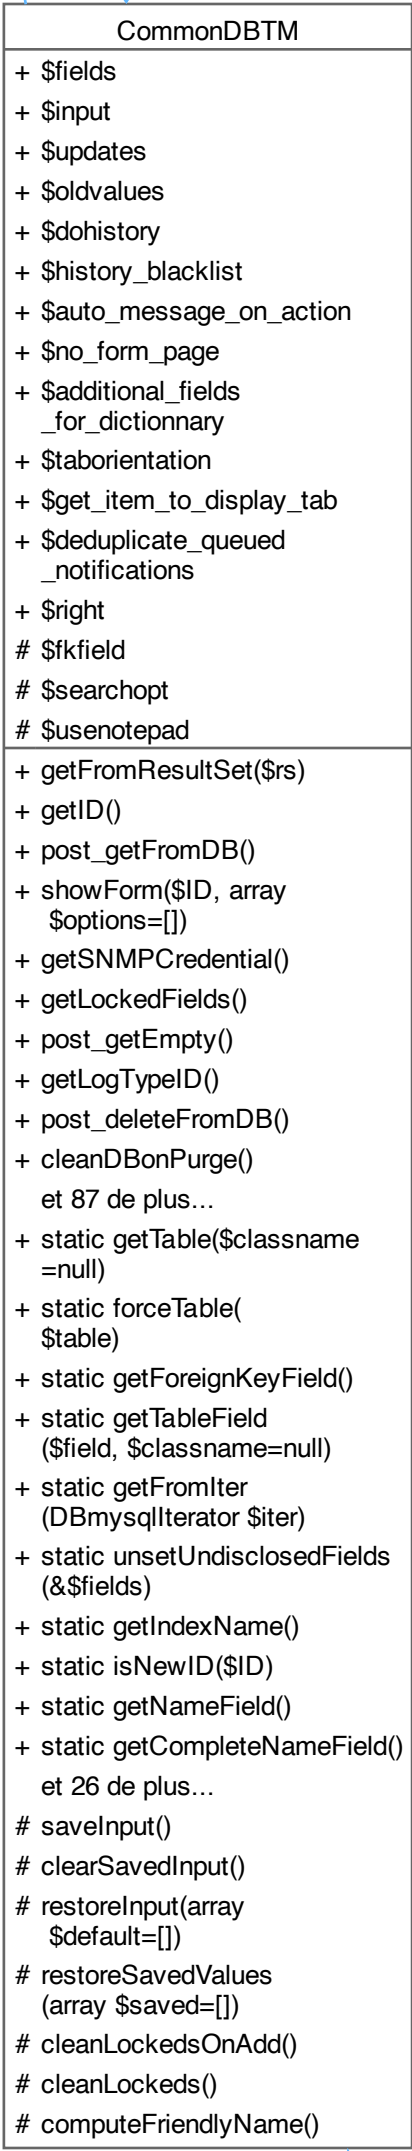 CommonDBTM
+ $fields
+ $input
+ $updates
+ $oldvalues
+ $dohistory
+ $history_blacklist
+ $auto_message_on_action
+ $no_form_page
+ $additional_fields
_for_dictionnary
+ $taborientation
+ $get_item_to_display_tab
+ $deduplicate_queued
_notifications
+ $right
# $fkfield
# $searchopt
# $usenotepad
+ getFromResultSet($rs)
+ getID()
+ post_getFromDB()
+ showForm($ID, array
$options=[])
+ getSNMPCredential()
+ getLockedFields()
+ post_getEmpty()
+ getLogTypeID()
+ post_deleteFromDB()
+ cleanDBonPurge()
et 87 de plus...
+ static getTable($classname
=null)
+ static forceTable(
$table)
+ static getForeignKeyField()
+ static getTableField
($field, $classname=null)
+ static getFromIter
(DBmysqlIterator $iter)
+ static unsetUndisclosedFields
(&$fields)
+ static getIndexName()
+ static isNewID($ID)
+ static getNameField()
+ static getCompleteNameField()
et 26 de plus...
# saveInput()
# clearSavedInput()
# restoreInput(array
$default=[])
# restoreSavedValues
(array $saved=[])
# cleanLockedsOnAdd()
# cleanLockeds()
# computeFriendlyName()